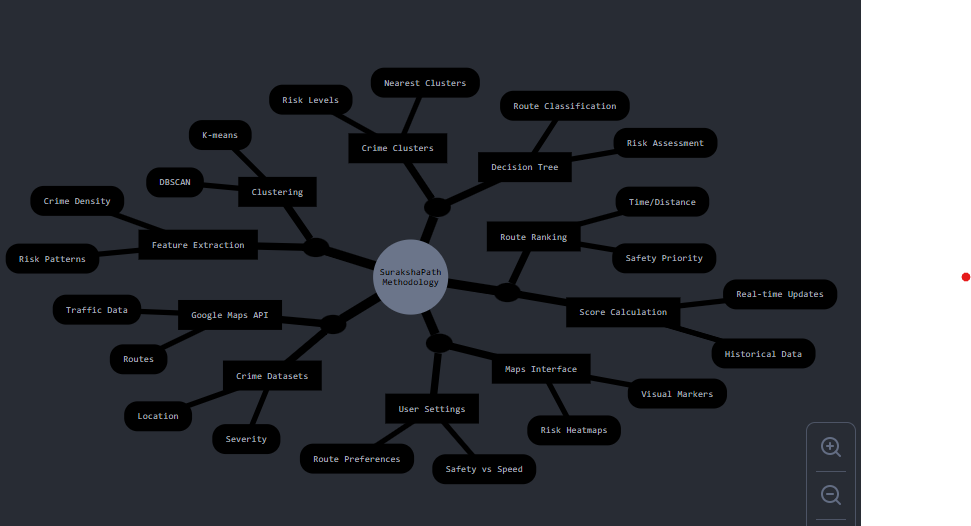 Nearest Clusters
Risk Levels
Route Classification
K-means
Crime Clusters
Risk Assessment
Decision Tree
DBSCAN
Clustering
Crime Density
Time/Distance
Route Ranking
Feature Extraction
Risk Patterns
Safety Priority
SurakshaPath
Methodology
Real-time Updates
Traffic Data
Google Maps API
Score Calculation
Routes
Historical Data
Crime Datasets
Maps Interface
Visual Markers
Location
User Settings
Risk Heatmaps
Severity
Route Preferences
Safety vs Speed